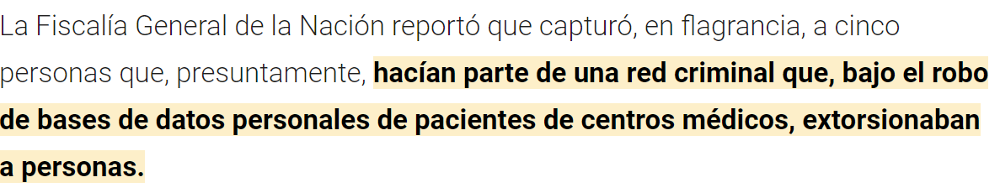 La Fiscalía General de la Nación reportó que capturó, en flagrancia, a cinco
personas que, presuntamente, hacían parte de una red criminal que, bajo el robo
de bases de datos personales de pacientes de centros médicos, extorsionaban
a personas.